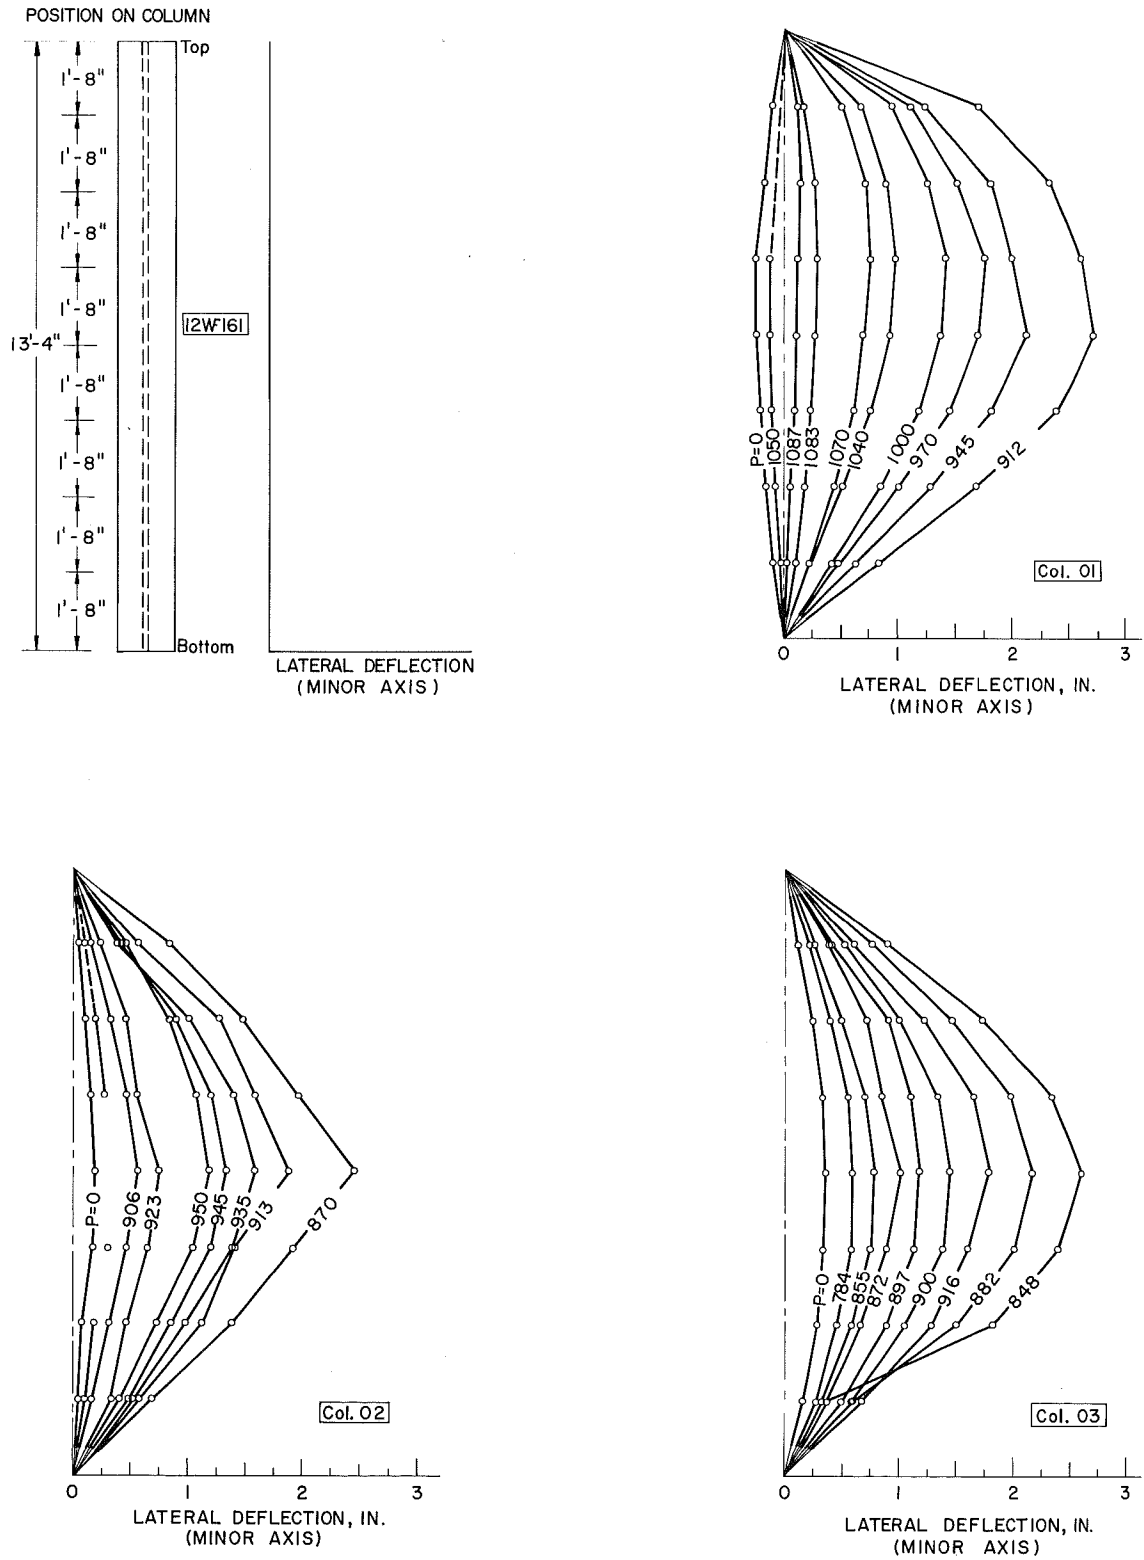 POSITION ON COLUMN
Top
1'-8"
1'-8"
1'-8"
1'-8"
12WF161
13'-4"
1'-8"
1'-8"
1'-8"
1'-8"
Bottom
LATERAL DEFLECTION
(MINOR AXIS)
P=0
1050
1087
1083
1070
1040
1000
970
945
912
Col. 01
0 1 2 3
LATERAL DEFLECTION, IN.
(MINOR AXIS)
P=0
906
923
950
945
935
913
870
Col. 02
0 1 2 3
LATERAL DEFLECTION, IN.
(MINOR AXIS)
P=0
784
855
872
897
900
916
882
848
Col. 03
0 1 2 3
LATERAL DEFLECTION, IN.
(MINOR AXIS)